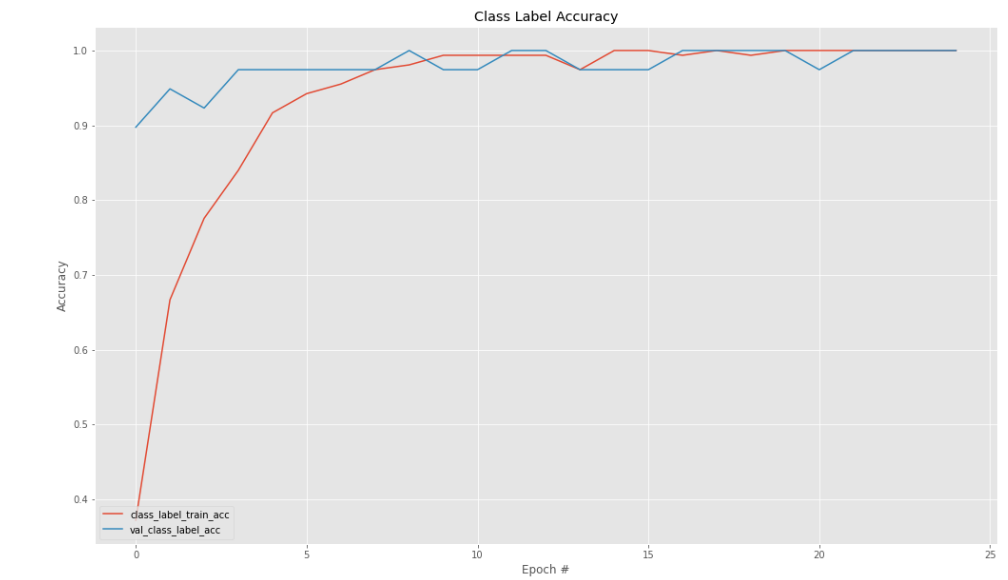 Class Label Accuracy
1.0
0.9
0.8
0.7
0.6
0.5
0.4
Accuracy
class_label_train_acc
val_class_label_acc
0 5 10 15 20 25
Epoch #